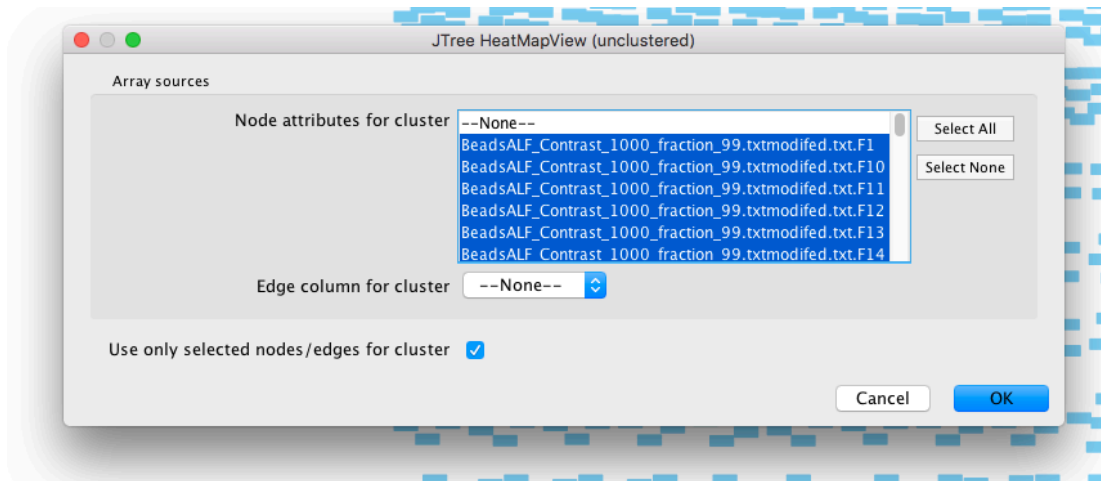 JTree HeatMapView (unclustered)
Array sources
Node attributes for cluster
--None--
BeadsALF_Contrast_1000_fraction_99.txtmodifed.txt.F1
BeadsALF_Contrast_1000_fraction_99.txtmodifed.txt.F10
BeadsALF_Contrast_1000_fraction_99.txtmodifed.txt.F11
BeadsALF_Contrast_1000_fraction_99.txtmodifed.txt.F12
BeadsALF_Contrast_1000_fraction_99.txtmodifed.txt.F13
BeadsALF_Contrast_1000_fraction_99.txtmodifed.txt.F14
Select All
Select None
Edge column for cluster
--None--
Use only selected nodes/edges for cluster
Cancel
OK